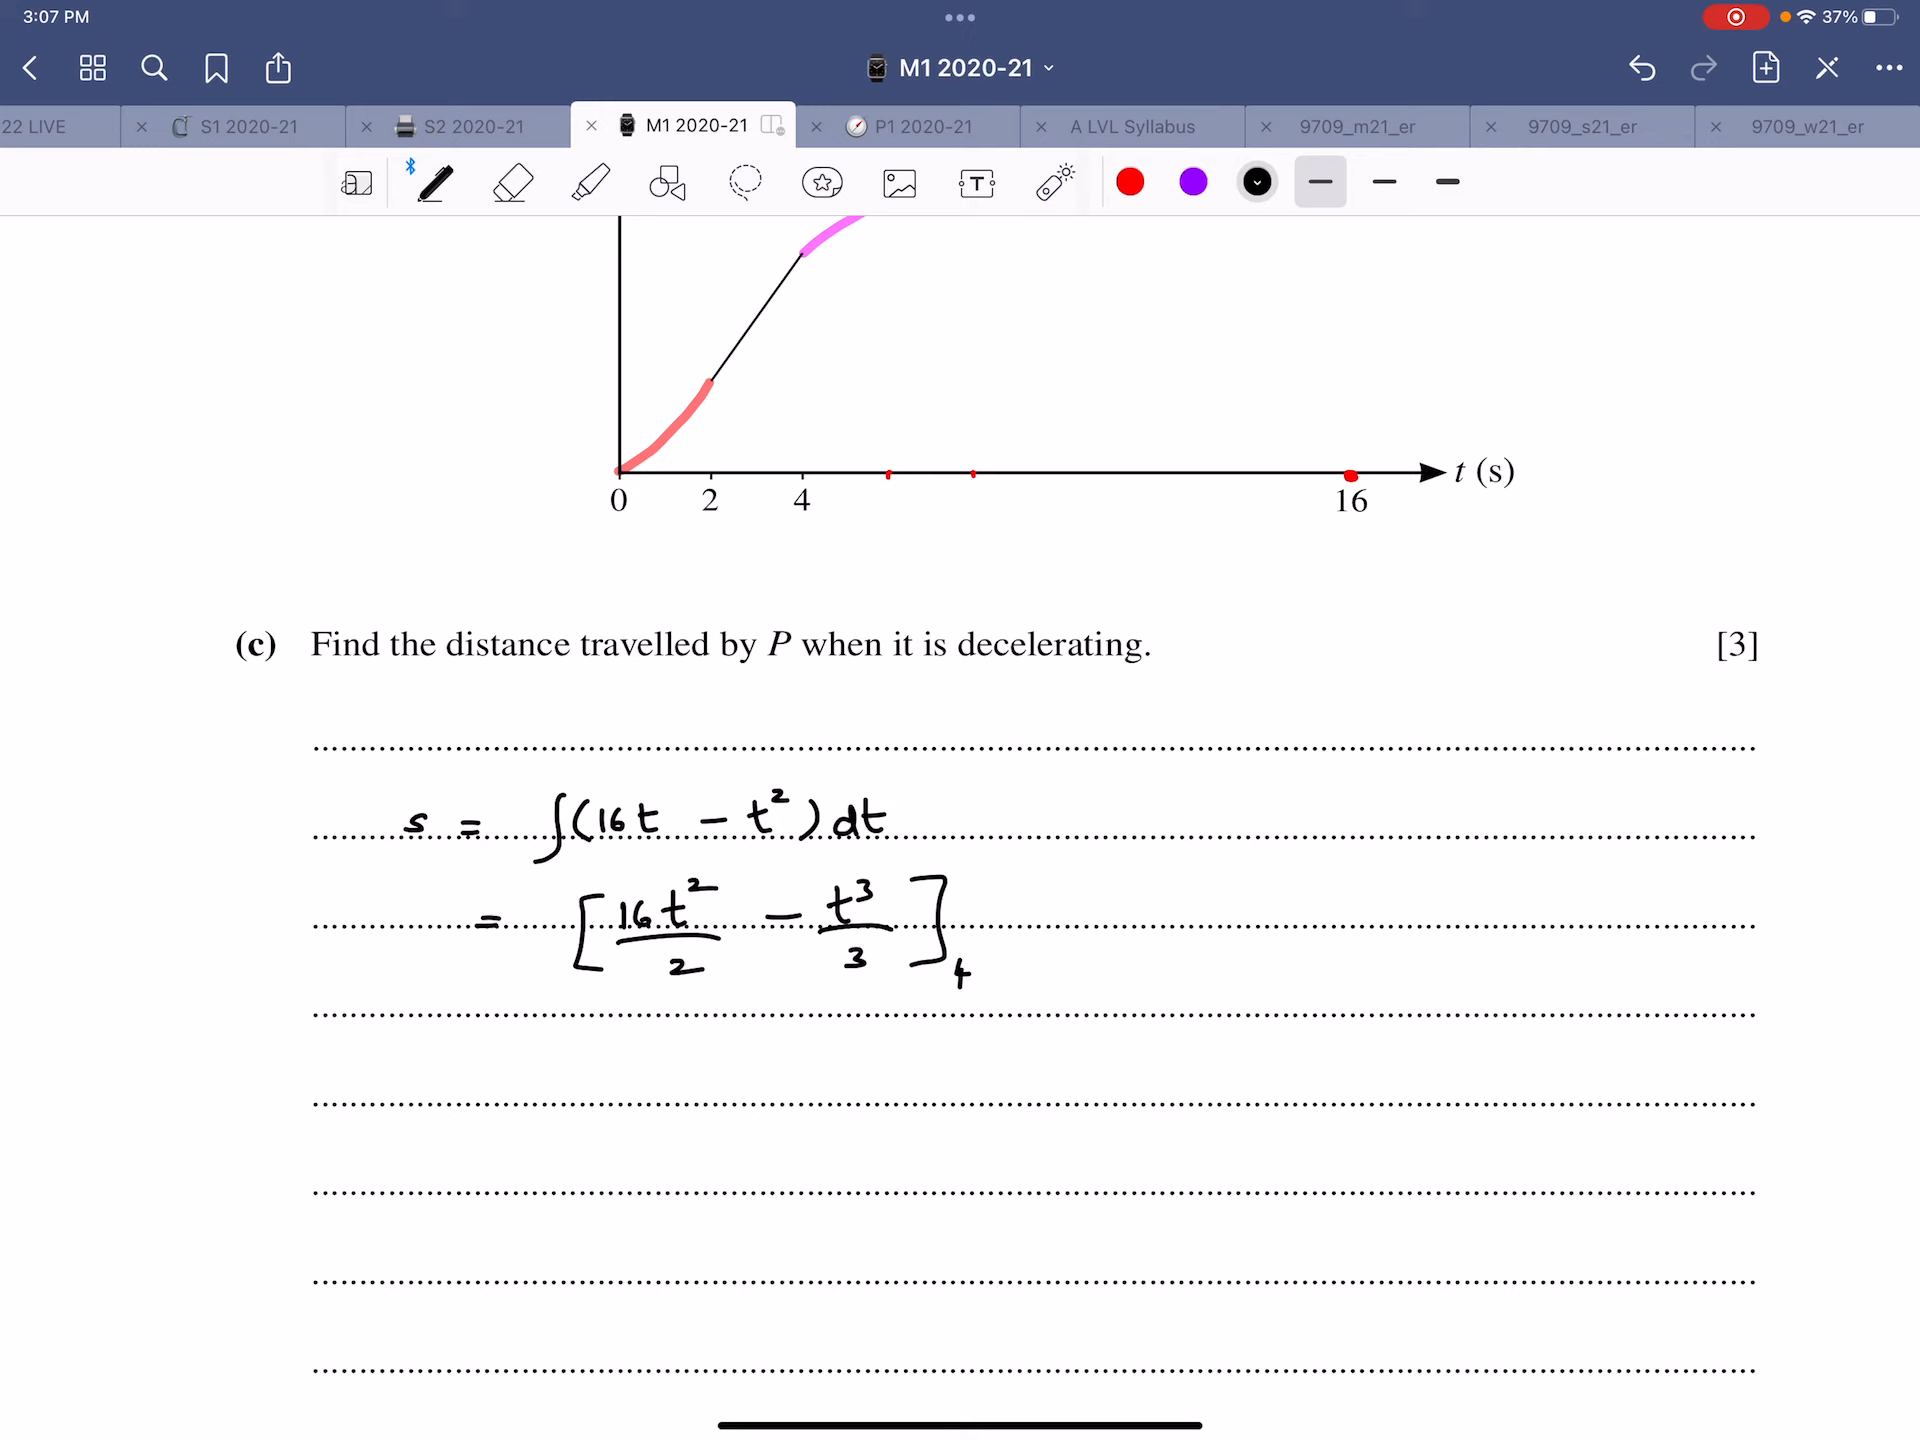 3:07 PM
37%
M1 2020-21
22 LIVE
S1 2020-21
S2 2020-21
M1 2020-21
P1 2020-21
A LVL Syllabus
9709_m21_er
9709_s21_er
9709_w21_er
t (s)
0 2 4 16
(c) Find the distance travelled by P when it is decelerating. [3]
s = ∫(16t − t²) dt
= [16t²/2 − t³/3]₄